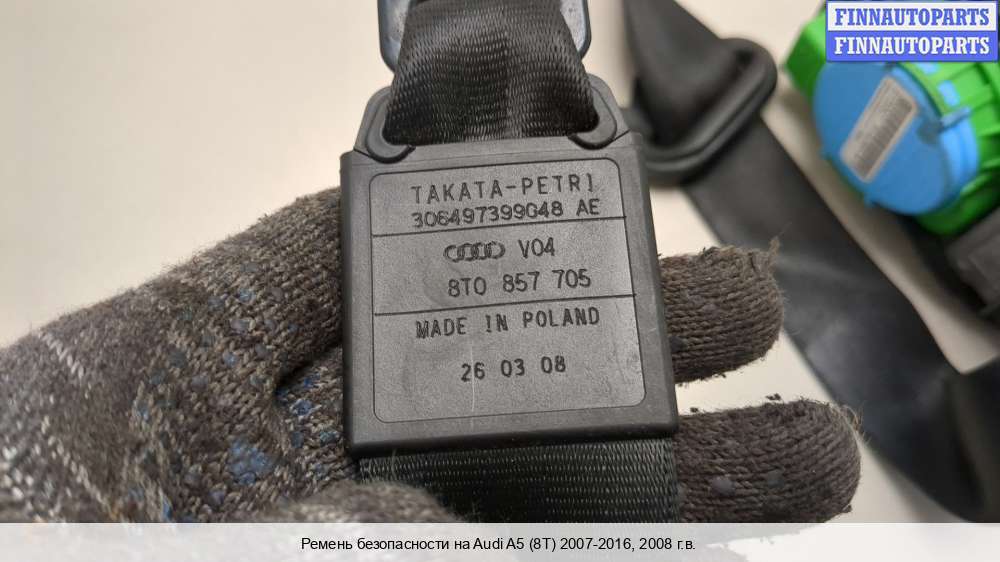 FINNAUTOPARTS
FINNAUTOPARTS
TAKATA-PETRI
306497399048 AE
V04
8T0 857 705
MADE IN POLAND
26 03 08
Ремень безопасности на Audi A5 (8T) 2007-2016, 2008 г.в.